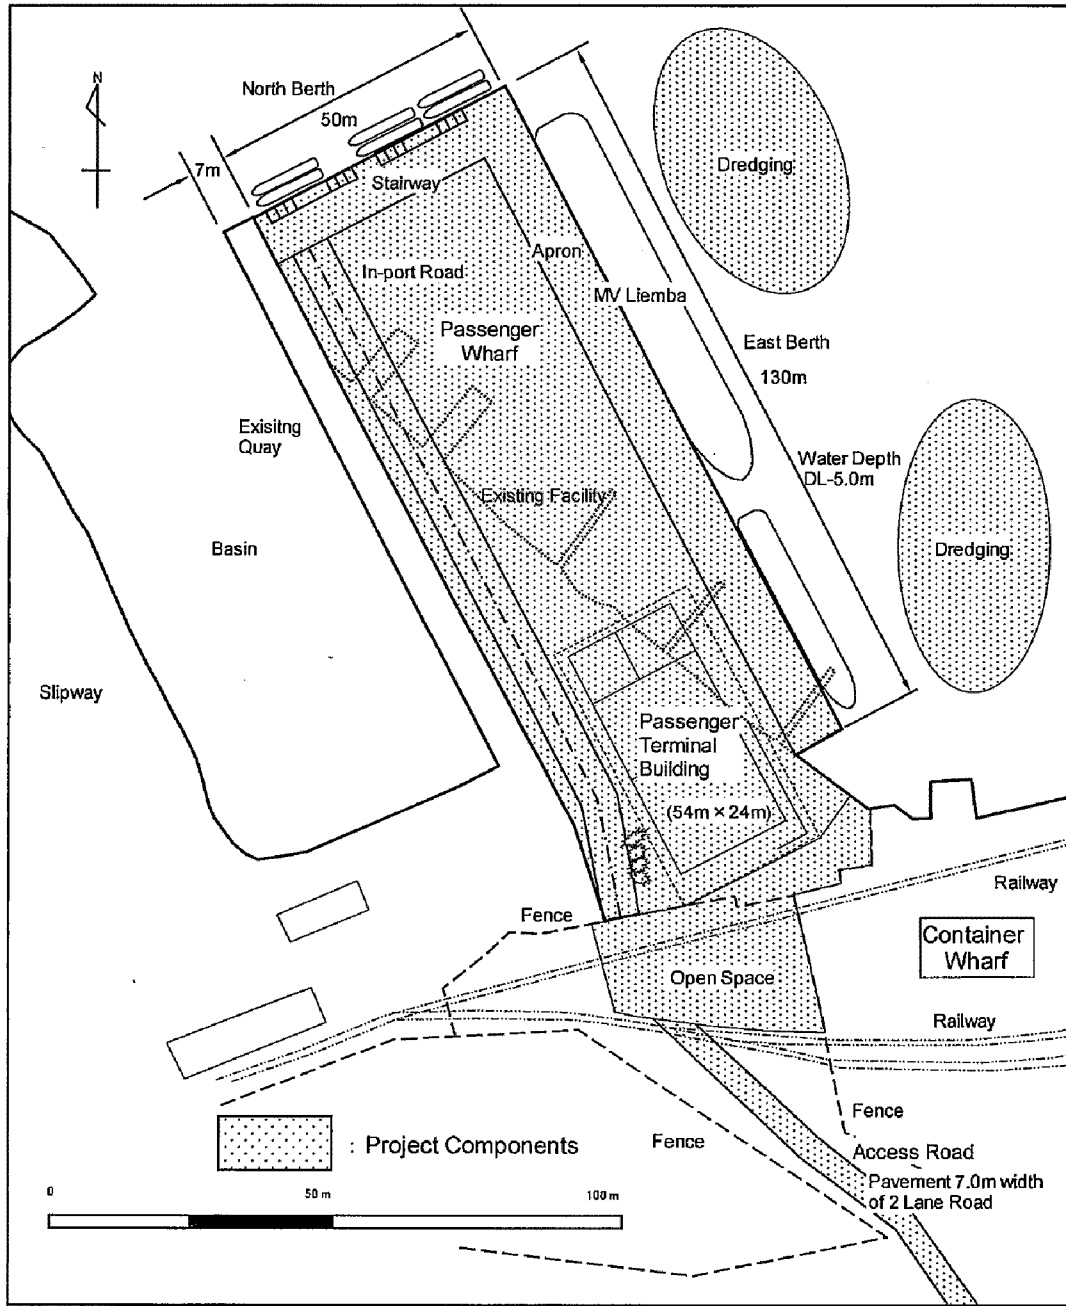 N
North Berth
50m
7m
Stairway
Dredging
Apron
In-port Road
MV Liemba
Passenger
Wharf
East Berth
130m
Exisitng
Quay
Water Depth
DL-5.0m
Existing Facility
Basin
Dredging
Slipway
Passenger
Terminal
Building
(54m × 24m)
Railway
Fence
Container
Wharf
Open Space
Railway
Fence
Fence
: Project Components
Access Road
Pavement 7.0m width
of 2 Lane Road
0
50 m
100 m